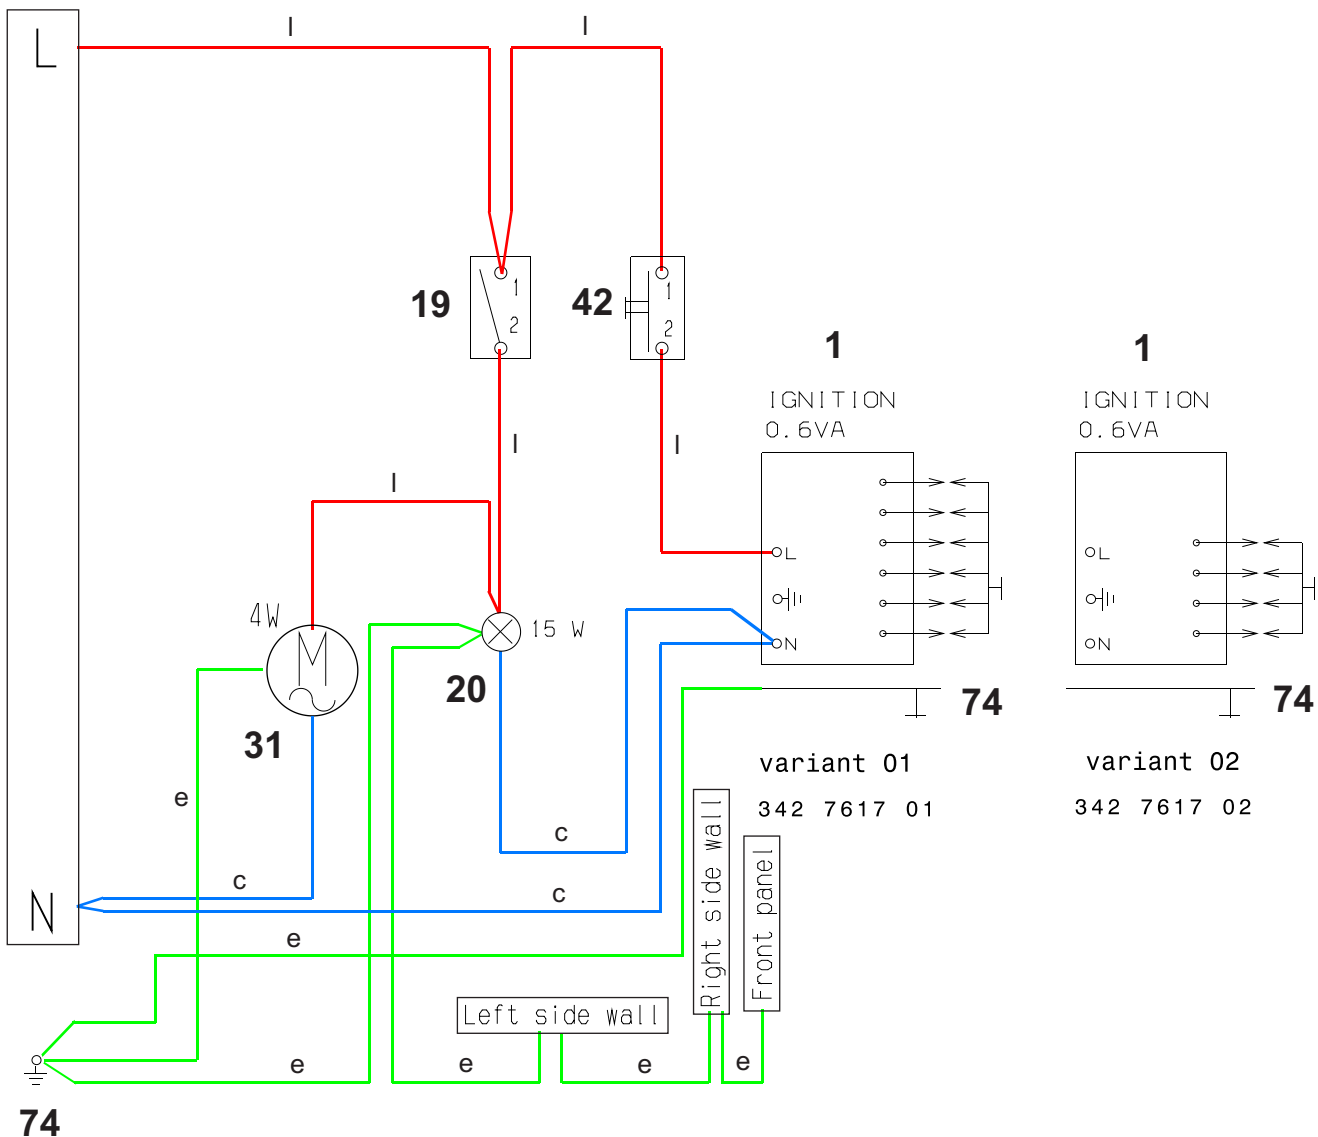 L
l
l
19
1
2
42
1
2
1
IGNITION
0.6VA
1
IGNITION
0.6VA
l
l
l
L
N
L
N
4W
M
15 W
20
31
74
74
variant 01
342 7617 01
variant 02
342 7617 02
e
c
c
c
N
e
Right side wall
Front panel
Left side wall
e
e
e
e
74